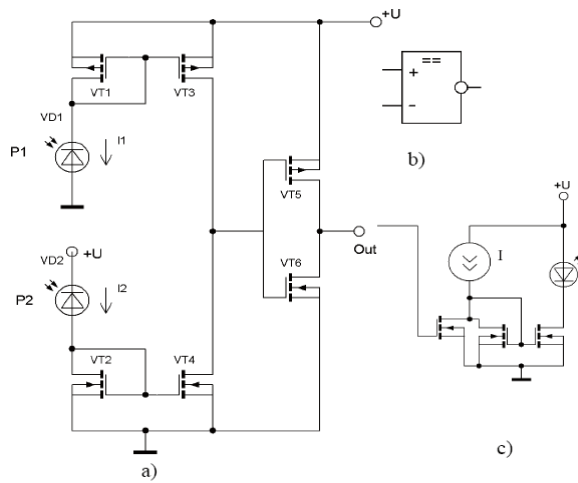 +U
VT1
VT3
VD1
P1
I1
==
+
-
b)
VT5
Out
VT6
+U
I
VD2
+U
P2
I2
VT2
VT4
a)
c)